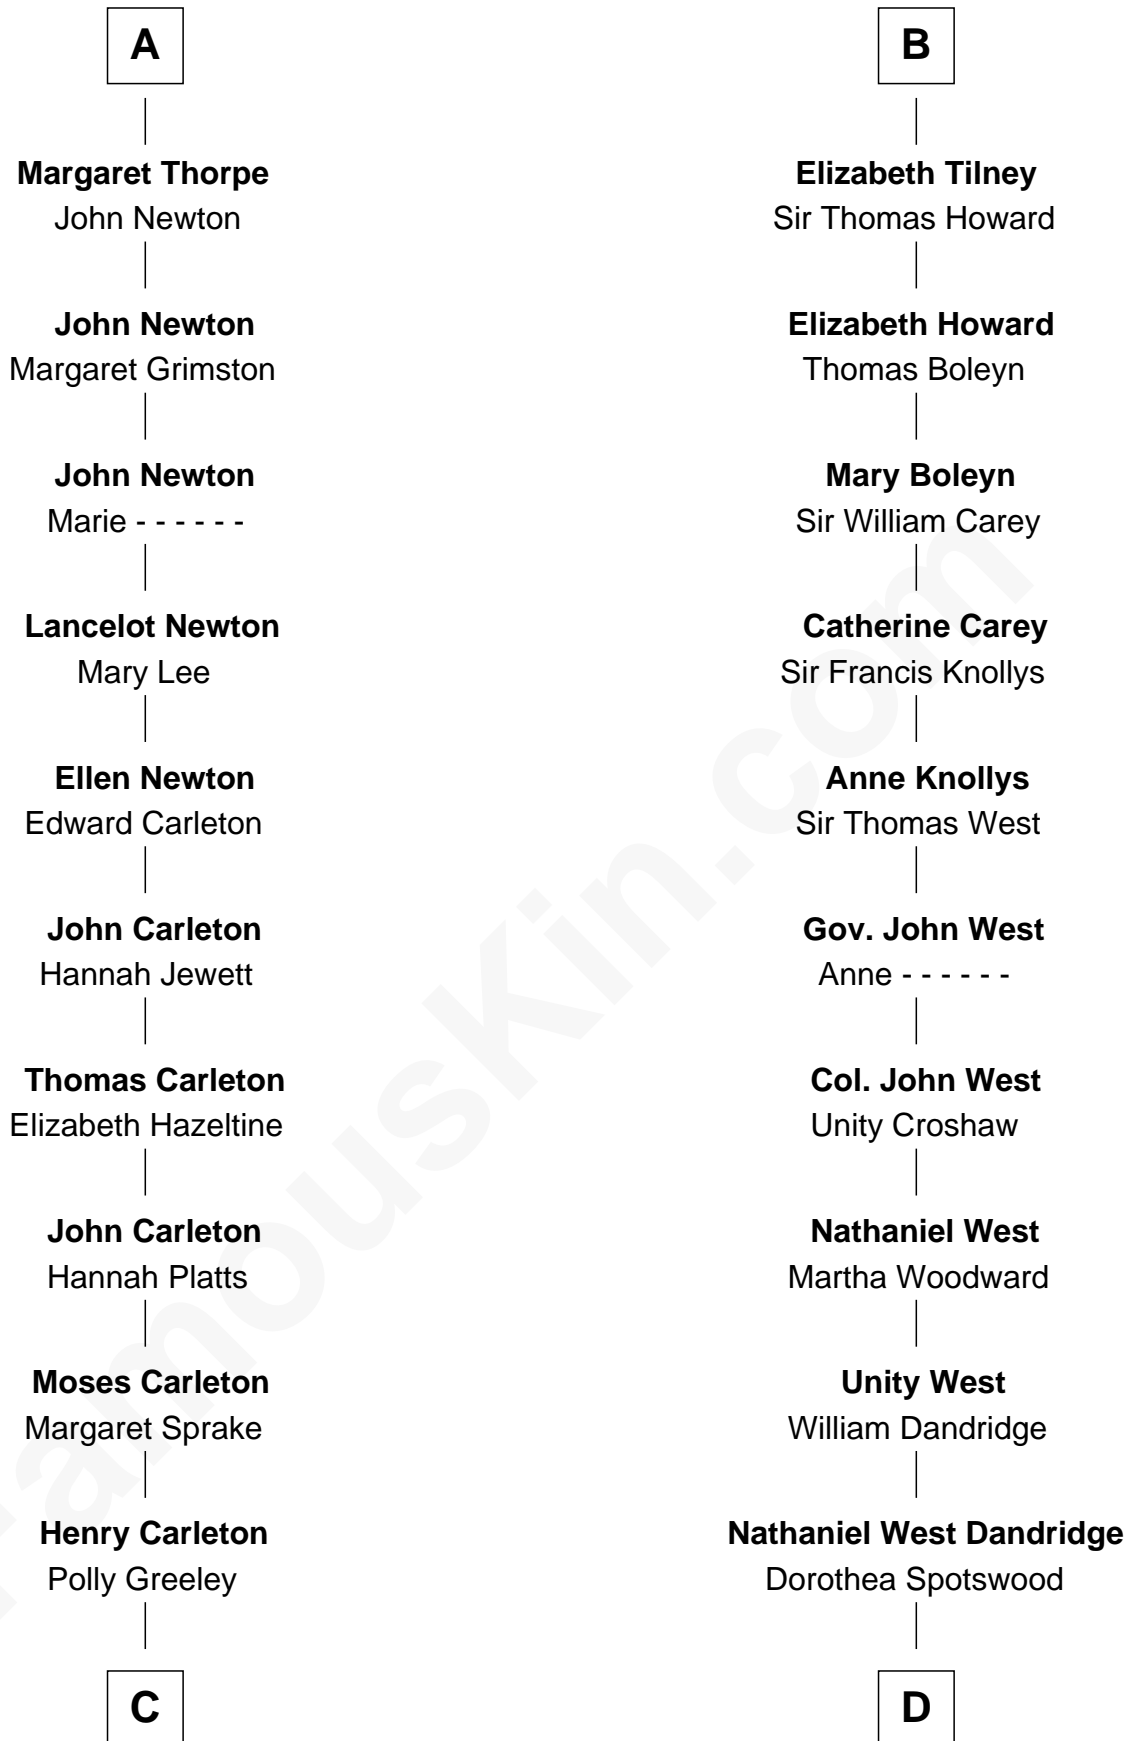 A
Margaret Thorpe
John Newton
John Newton
Margaret Grimston
John Newton
Marie - - - - - -
Lancelot Newton
Mary Lee
Ellen Newton
Edward Carleton
John Carleton
Hannah Jewett
Thomas Carleton
Elizabeth Hazeltine
John Carleton
Hannah Platts
Moses Carleton
Margaret Sprake
Henry Carleton
Polly Greeley
C
B
Elizabeth Tilney
Sir Thomas Howard
Elizabeth Howard
Thomas Boleyn
Mary Boleyn
Sir William Carey
Catherine Carey
Sir Francis Knollys
Anne Knollys
Sir Thomas West
Gov. John West
Anne - - - - - -
Col. John West
Unity Croshaw
Nathaniel West
Martha Woodward
Unity West
William Dandridge
Nathaniel West Dandridge
Dorothea Spotswood
D
FamousKin.com